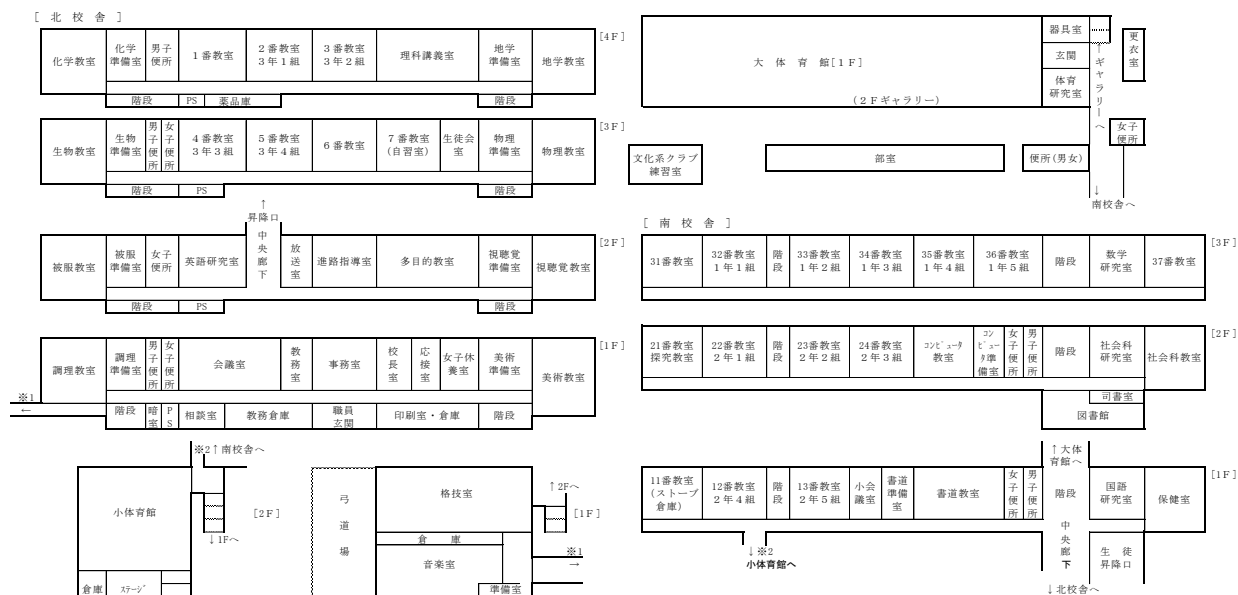 [ 北 校 舎 ]
[4F]
化学教室
化学
準備室
男子
便所
1番教室
2番教室
3年1組
3番教室
3年2組
理科講義室
地学
準備室
地学教室
階段
PS
薬品庫
階段
[3F]
生物教室
生物
準備室
男子便所
女子便所
4番教室
3年3組
5番教室
3年4組
6番教室
7番教室
(自習室)
生徒会
室
物理
準備室
物理教室
階段
PS
階段
↑
昇降口
[2F]
被服教室
被服
準備室
女子
便所
英語研究室
中央廊下
放送室
進路指導室
多目的教室
視聴覚
準備室
視聴覚教室
階段
PS
階段
[1F]
調理教室
調理
準備室
男子便所
女子便所
会議室
教務室
事務室
校長室
応接室
女子休
養室
美術
準備室
美術教室
※1
←
階段
暗室
PS
相談室
教務倉庫
職員
玄関
印刷室・倉庫
階段
※2↑南校舎へ
小体育館
[2F]
↓1Fへ
倉庫
ステージ
弓道場
格技室
↑2Fへ
[1F]
倉 庫
音楽室
※1
→
準備室
大 体 育 館[1F]
(2Fギャラリー)
器具室
玄関
体育
研究室
↑ギャラリーへ
更衣室
女子
便所
文化系クラブ
練習室
部室
便所(男女)
↓
南校舎へ
[ 南 校 舎 ]
[3F]
31番教室
32番教室
1年1組
階段
33番教室
1年2組
34番教室
1年3組
35番教室
1年4組
36番教室
1年5組
階段
数学
研究室
37番教室
[2F]
21番教室
探究教室
22番教室
2年1組
階段
23番教室
2年2組
24番教室
2年3組
コンピュータ
教室
コン
ピュー
タ準
備室
女子便所
男子便所
階段
社会科
研究室
社会科教室
司書室
図書館
↑大体
育館へ
[1F]
11番教室
(ストーブ
倉庫)
12番教室
2年4組
階段
13番教室
2年5組
小会
議室
書道
準備
室
書道教室
女子便所
男子便所
階段
国語
研究室
保健室
中央廊下
生 徒
昇降口
↓※2
小体育館へ
↓北校舎へ